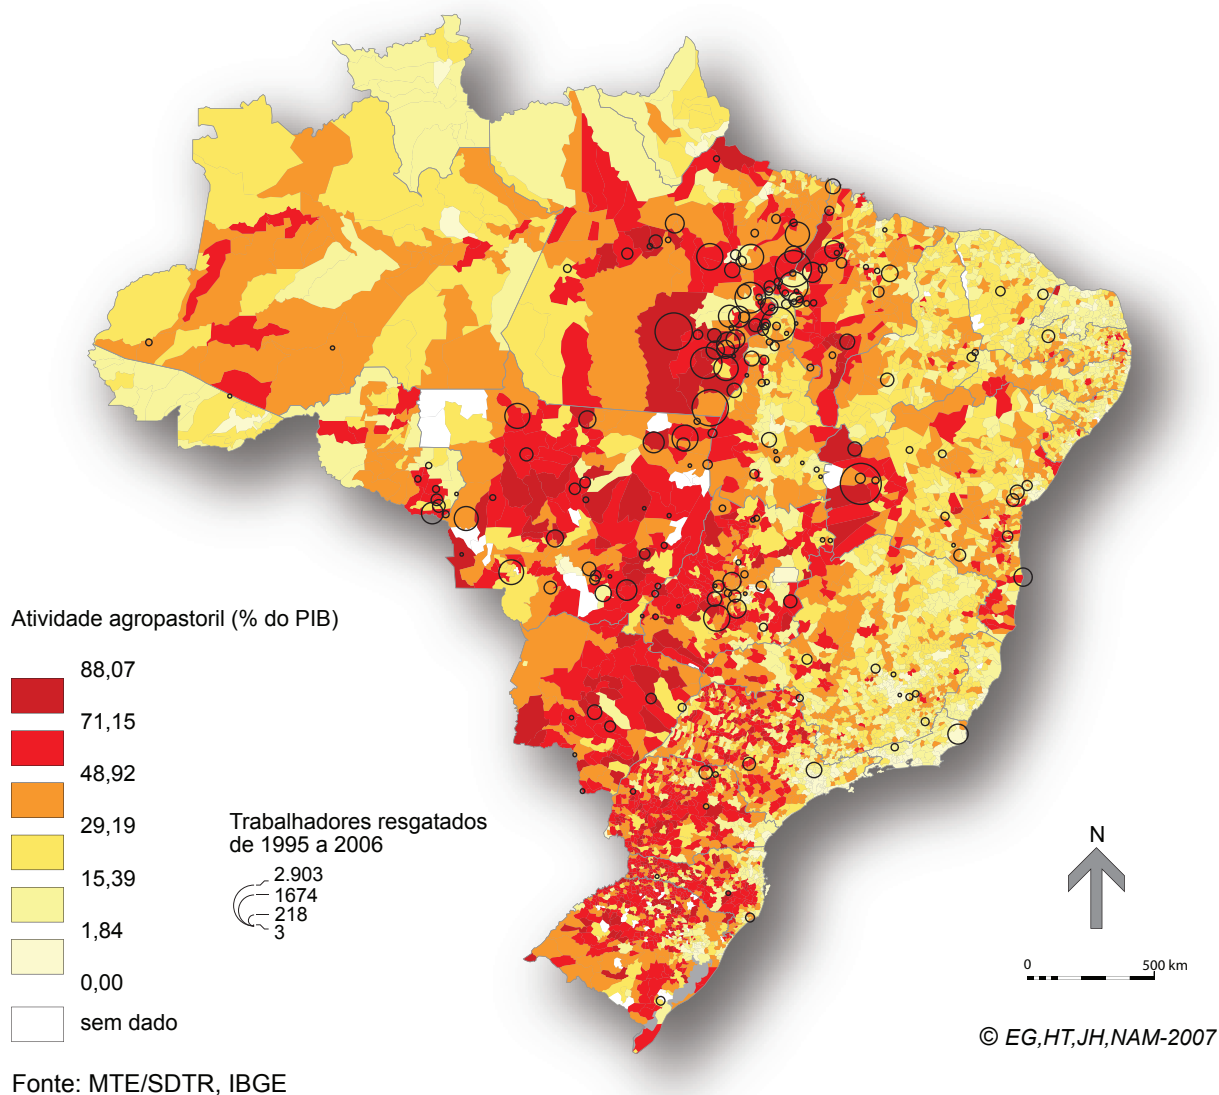 Atividade agropastoril (% do PIB)
88,07
71,15
48,92
29,19
15,39
1,84
0,00
sem dado
Trabalhadores resgatados
de 1995 a 2006
2.903
1674
218
3
N
0 500 km
© EG,HT,JH,NAM-2007
Fonte: MTE/SDTR, IBGE